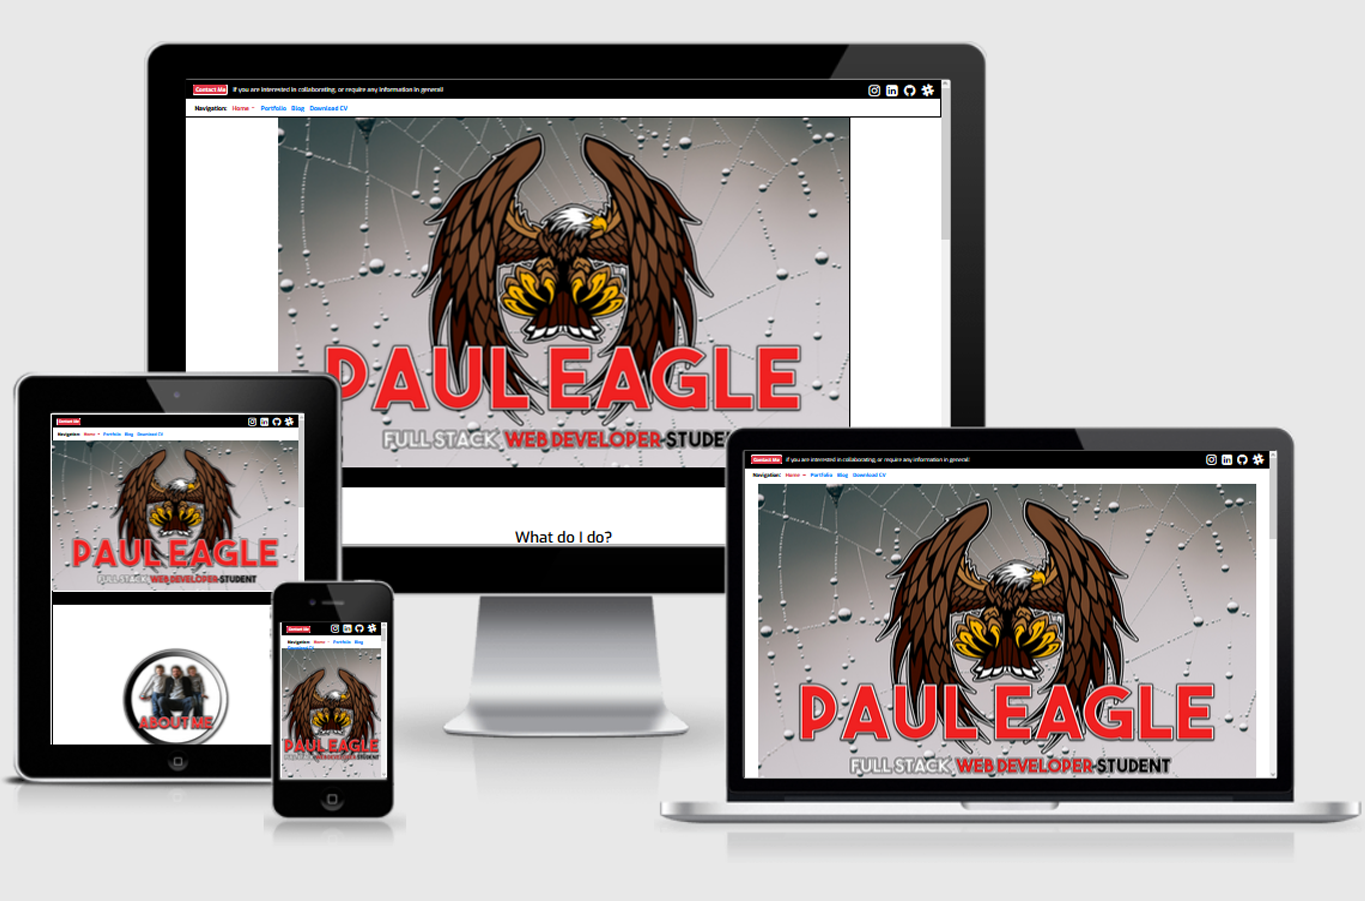 Contact Me If you are interested in collaborating, or require any information in general!
Navigation: Home Portfolio Blog Download CV
PAUL EAGLE
FULL STACK, WEB DEVELOPER-STUDE
What do I do?
Contact Me
Navigation: Home Portfolio Blog Download CV
PAUL EAGLE
FULL STACK, WEB DEVELOPER-STUDENT
ABOUT ME
Contact Me
Navigation: Home Portfolio Blog
Download CV
PAUL EAGLE
FULL STACK, WEB DEVELOPER-STUDENT
Contact Me If you are interested in collaborating, or require any information in general!
Navigation: Home Portfolio Blog Download CV
PAUL EAGLE
FULL STACK, WEB DEVELOPER-STUDENT